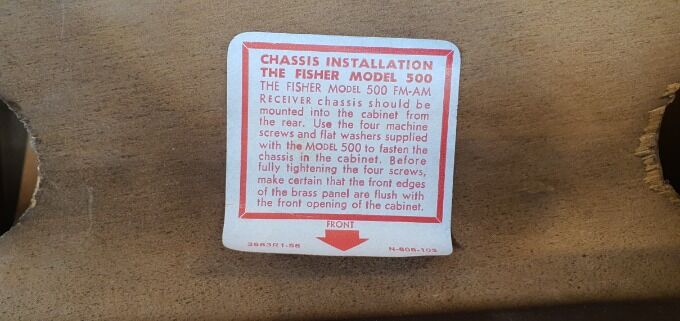 CHASSIS INSTALLATION
THE FISHER MODEL 500
THE FISHER MODEL 500 FM-AM
RECEIVER chassis should be
mounted into the cabinet from
the rear. Use the four machine
screws and flat washers supplied
with the MODEL 500 to fasten the
chassis in the cabinet. Before
fully tightening the four screws,
make certain that the front edges
of the brass panel are flush with
the front opening of the cabinet.
FRONT